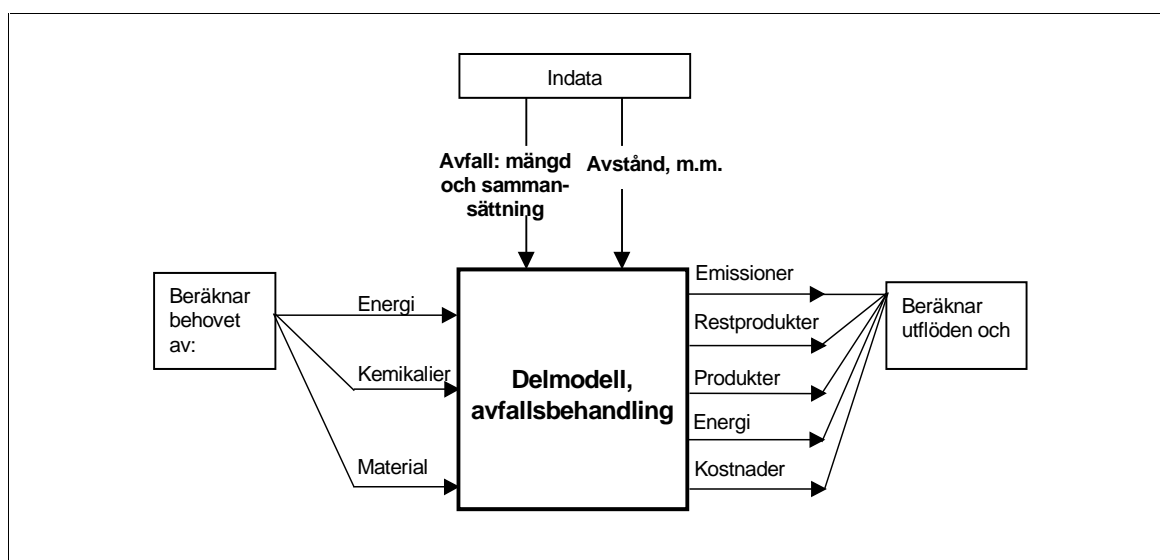 Indata
Avfall: mängd
och samman-
sättning
Avstånd, m.m.
Beräknar
behovet
av:
Energi
Kemikalier
Material
Delmodell,
avfallsbehandling
Emissioner
Restprodukter
Produkter
Energi
Kostnader
Beräknar
utflöden och